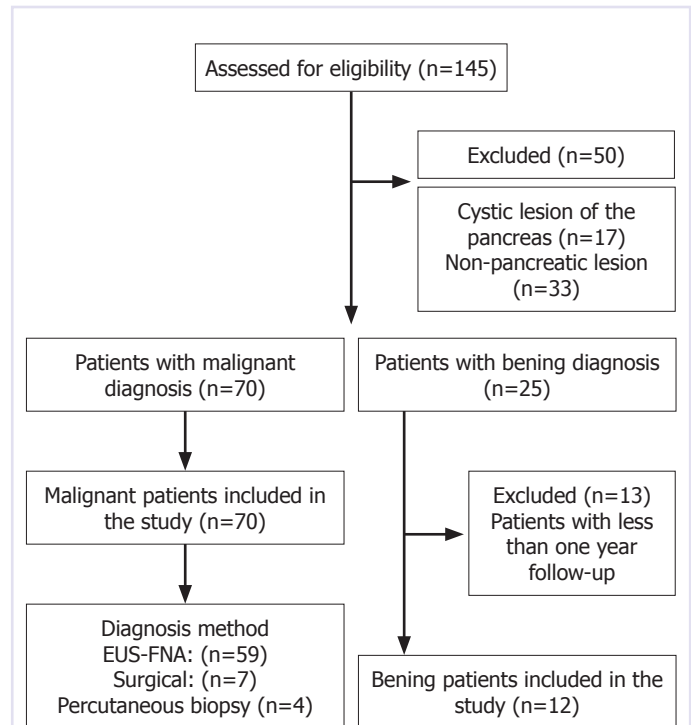 Assessed for eligibility (n=145)
Excluded (n=50)
Cystic lesion of the
pancreas (n=17)
Non-pancreatic lesion
(n=33)
Patients with malignant
diagnosis (n=70)
Patients with bening diagnosis
(n=25)
Malignant patients included in
the study (n=70)
Excluded (n=13)
Patients with less
than one year
follow-up
Diagnosis method
EUS-FNA: (n=59)
Surgical: (n=7)
Percutaneous biopsy (n=4)
Bening patients included in the
study (n=12)